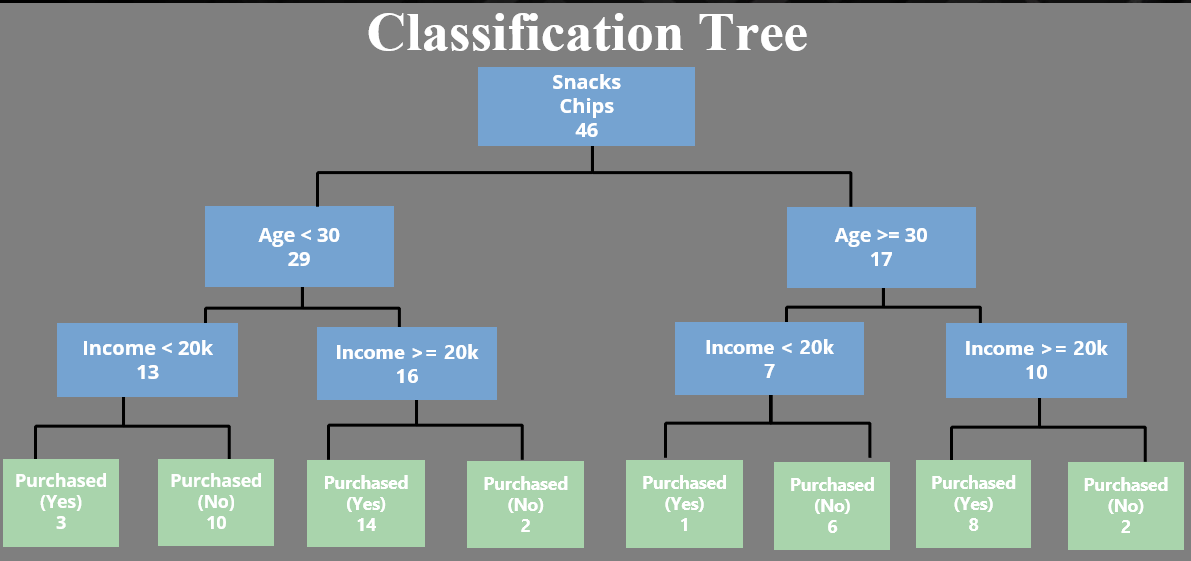 Classification Tree
Snacks
Chips
46
Age < 30
29
Age >= 30
17
Income < 20k
13
Income >= 20k
16
Income < 20k
7
Income >= 20k
10
Purchased
(Yes)
3
Purchased
(No)
10
Purchased
(Yes)
14
Purchased
(No)
2
Purchased
(Yes)
1
Purchased
(No)
6
Purchased
(Yes)
8
Purchased
(No)
2